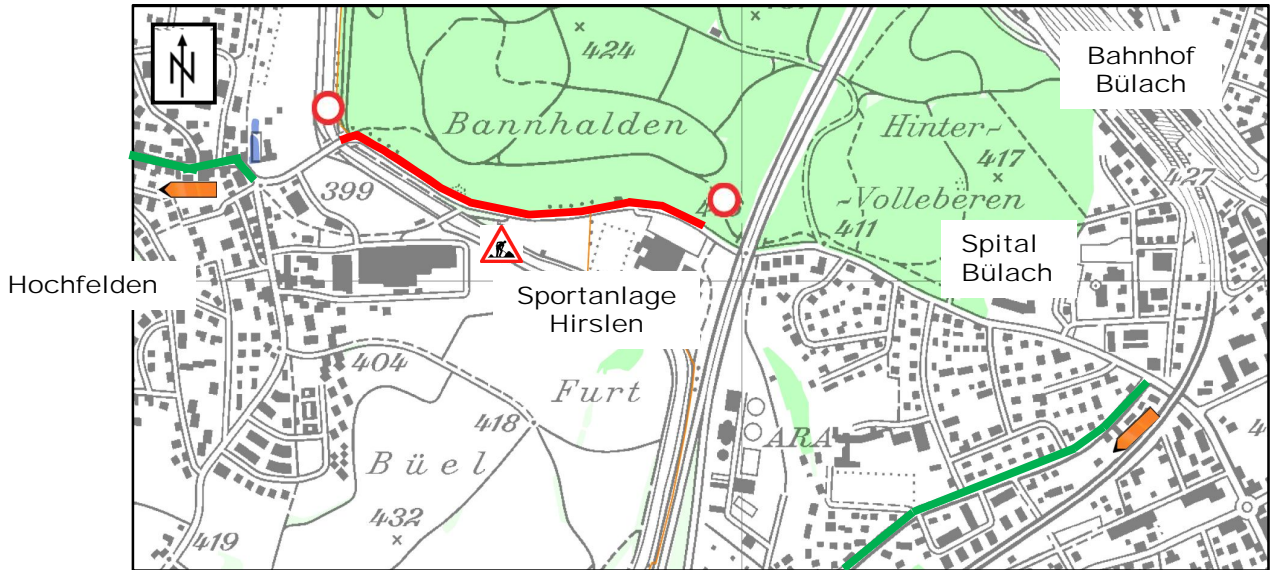 N
424
Bahnhof
Bülach
Bannhalden
Hinter-
417
427
399
-Volleberen
411
Spital
Bülach
Hochfelden
Sportanlage
Hirslen
404
Furt
418
ARA
Büel
432
419